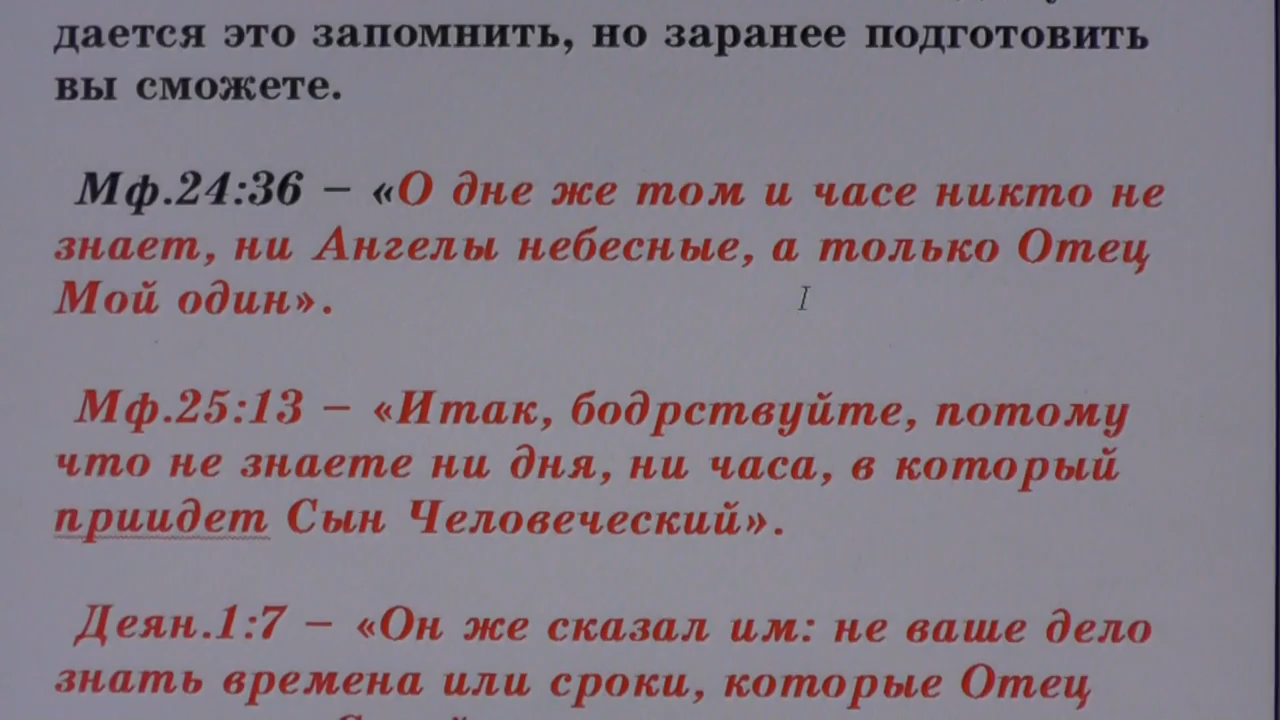 дается это запомнить, но заранее подготовить
вы сможете.
Мф.24:36 – «О дне же том и часе никто не
знает, ни Ангелы небесные, а только Отец
Мой один».
Мф.25:13 – «Итак, бодрствуйте, потому
что не знаете ни дня, ни часа, в который
приидет Сын Человеческий».
Деян.1:7 – «Он же сказал им: не ваше дело
знать времена или сроки, которые Отец